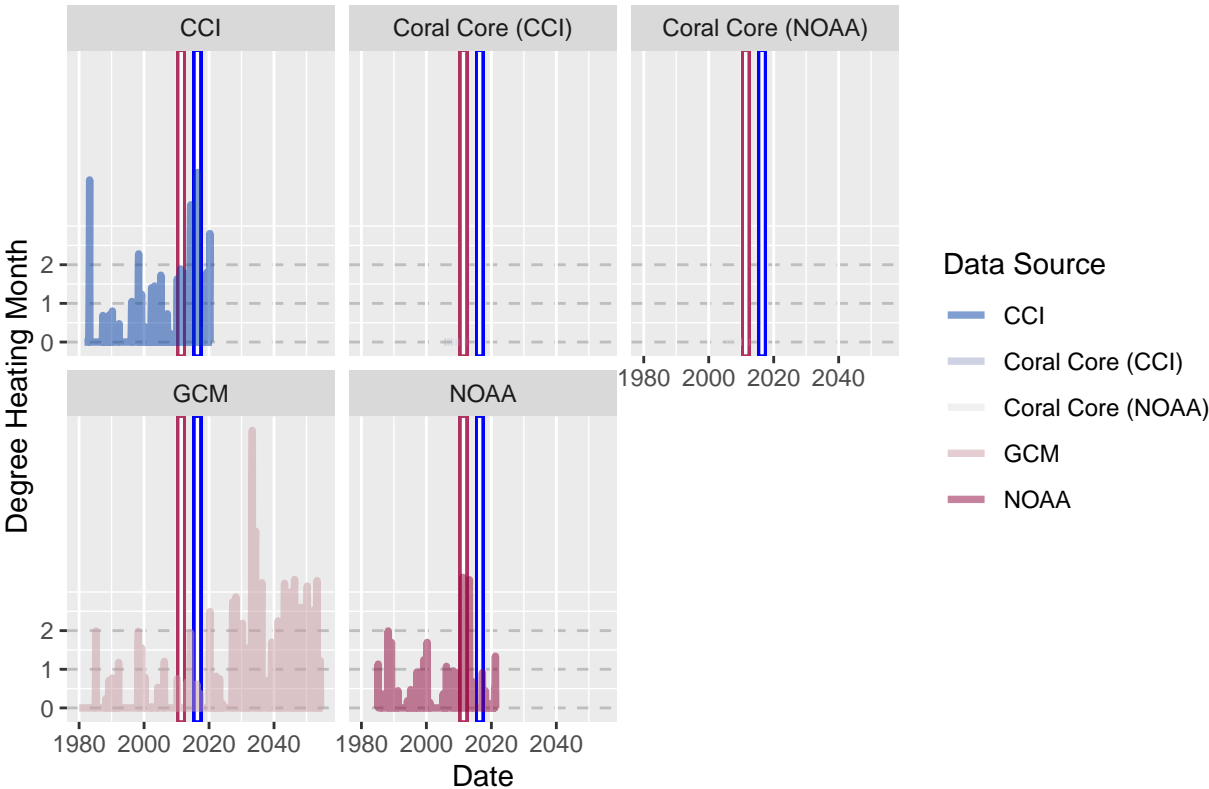 CCI
Coral Core (CCI)
Coral Core (NOAA)
2
1
0
1980 2000 2020 2040
GCM
NOAA
2
1
0
1980 2000 2020 2040
1980 2000 2020 2040
Degree Heating Month
Date
Data Source
CCI
Coral Core (CCI)
Coral Core (NOAA)
GCM
NOAA